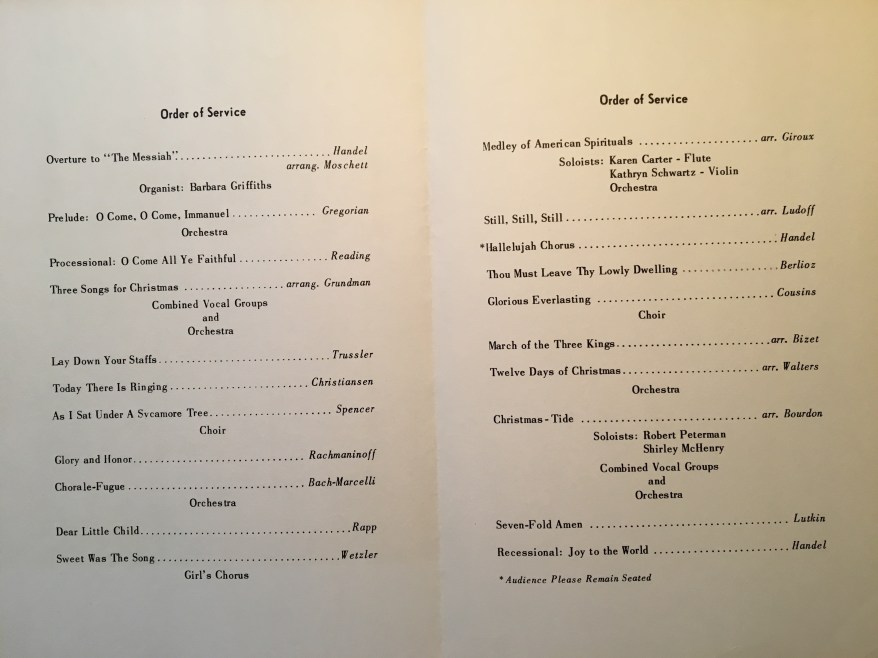 Order of Service
Overture to "The Messiah" .............................. Handel
arrang. Moschett
Organist: Barbara Griffiths
Prelude: O Come, O Come, Immanuel ............... Gregorian
Orchestra
Processional: O Come All Ye Faithful ................ Reading
Three Songs for Christmas .................. arrang. Grundman
Combined Vocal Groups
and
Orchestra
Lay Down Your Staffs ................................ Trussler
Today There Is Ringing .......................... Christiansen
As I Sat Under A Sycamore Tree ...................... Spencer
Choir
Glory and Honor ................................ Rachmaninoff
Chorale-Fugue ................................. Bach-Marcelli
Orchestra
Dear Little Child ...................................... Rapp
Sweet Was The Song ................................. Wetzler
Girl's Chorus
Order of Service
Medley of American Spirituals ..................... arr. Giroux
Soloists: Karen Carter - Flute
Kathryn Schwartz - Violin
Orchestra
Still, Still, Still ................................. arr. Ludoff
*Hallelujah Chorus ................................... Handel
Thou Must Leave Thy Lowly Dwelling ................. Berlioz
Glorious Everlasting ................................ Cousins
Choir
March of the Three Kings ........................... arr. Bizet
Twelve Days of Christmas ........................ arr. Walters
Orchestra
Christmas-Tide ................................ arr. Bourdon
Soloists: Robert Peterman
Shirley McHenry
Combined Vocal Groups
and
Orchestra
Seven-Fold Amen ..................................... Lutkin
Recessional: Joy to the World ......................... Handel
*Audience Please Remain Seated